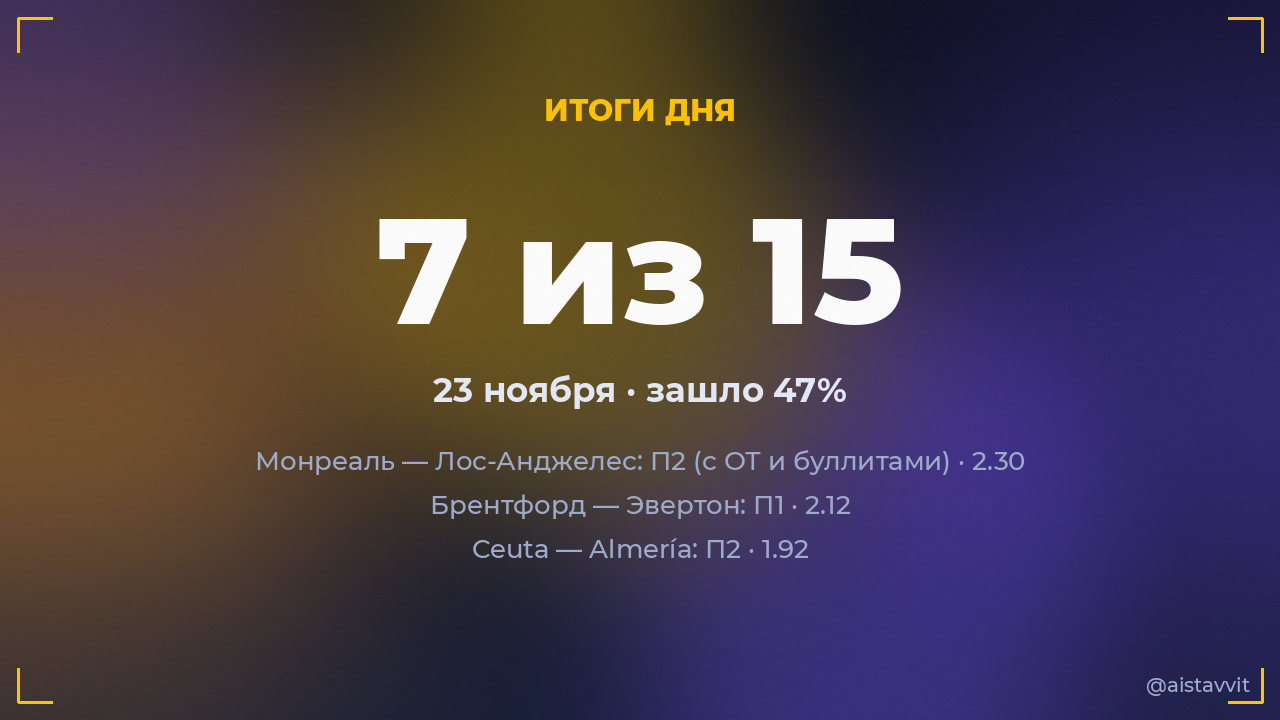 ИТОГИ ДНЯ
7 из 15
23 ноября · зашло 47%
Монреаль — Лос-Анджелес: П2 (с ОТ и буллитами) · 2.30
Брентфорд — Эвертон: П1 · 2.12
Ceuta — Almería: П2 · 1.92
@aistavvit